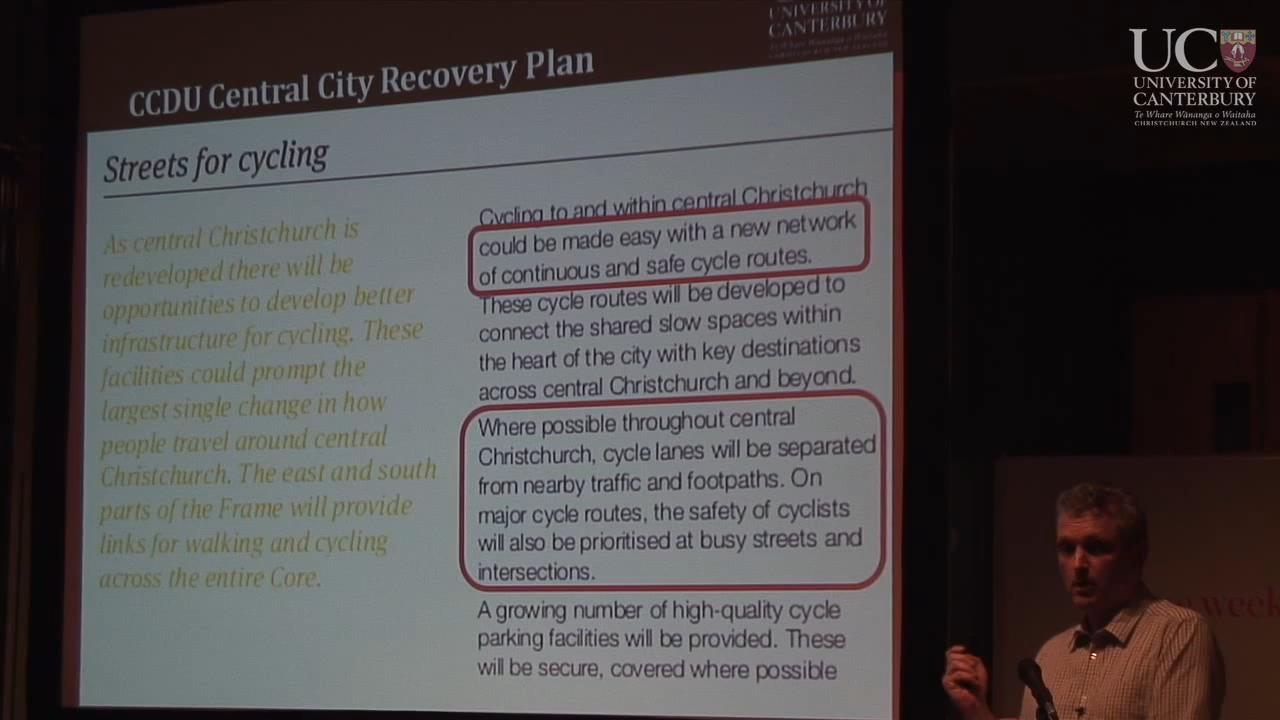 UNIVERSITY OF
CANTERBURY
Te Whare Wānanga o Waitaha
CHRISTCHURCH NEW ZEALAND
CCDU Central City Recovery Plan
Streets for cycling
As central Christchurch is
redeveloped there will be
opportunities to develop better
infrastructure for cycling. These
facilities could prompt the
largest single change in how
people travel around central
Christchurch. The east and south
parts of the Frame will provide
links for walking and cycling
across the entire Core.
Cycling to and within central Christchurch
could be made easy with a new network
of continuous and safe cycle routes.
These cycle routes will be developed to
connect the shared slow spaces within
the heart of the city with key destinations
across central Christchurch and beyond.
Where possible throughout central
Christchurch, cycle lanes will be separated
from nearby traffic and footpaths. On
major cycle routes, the safety of cyclists
will also be prioritised at busy streets and
intersections.
A growing number of high-quality cycle
parking facilities will be provided. These
will be secure, covered where possible
UC
UNIVERSITY OF
CANTERBURY
Te Whare Wānanga o Waitaha
CHRISTCHURCH NEW ZEALAND